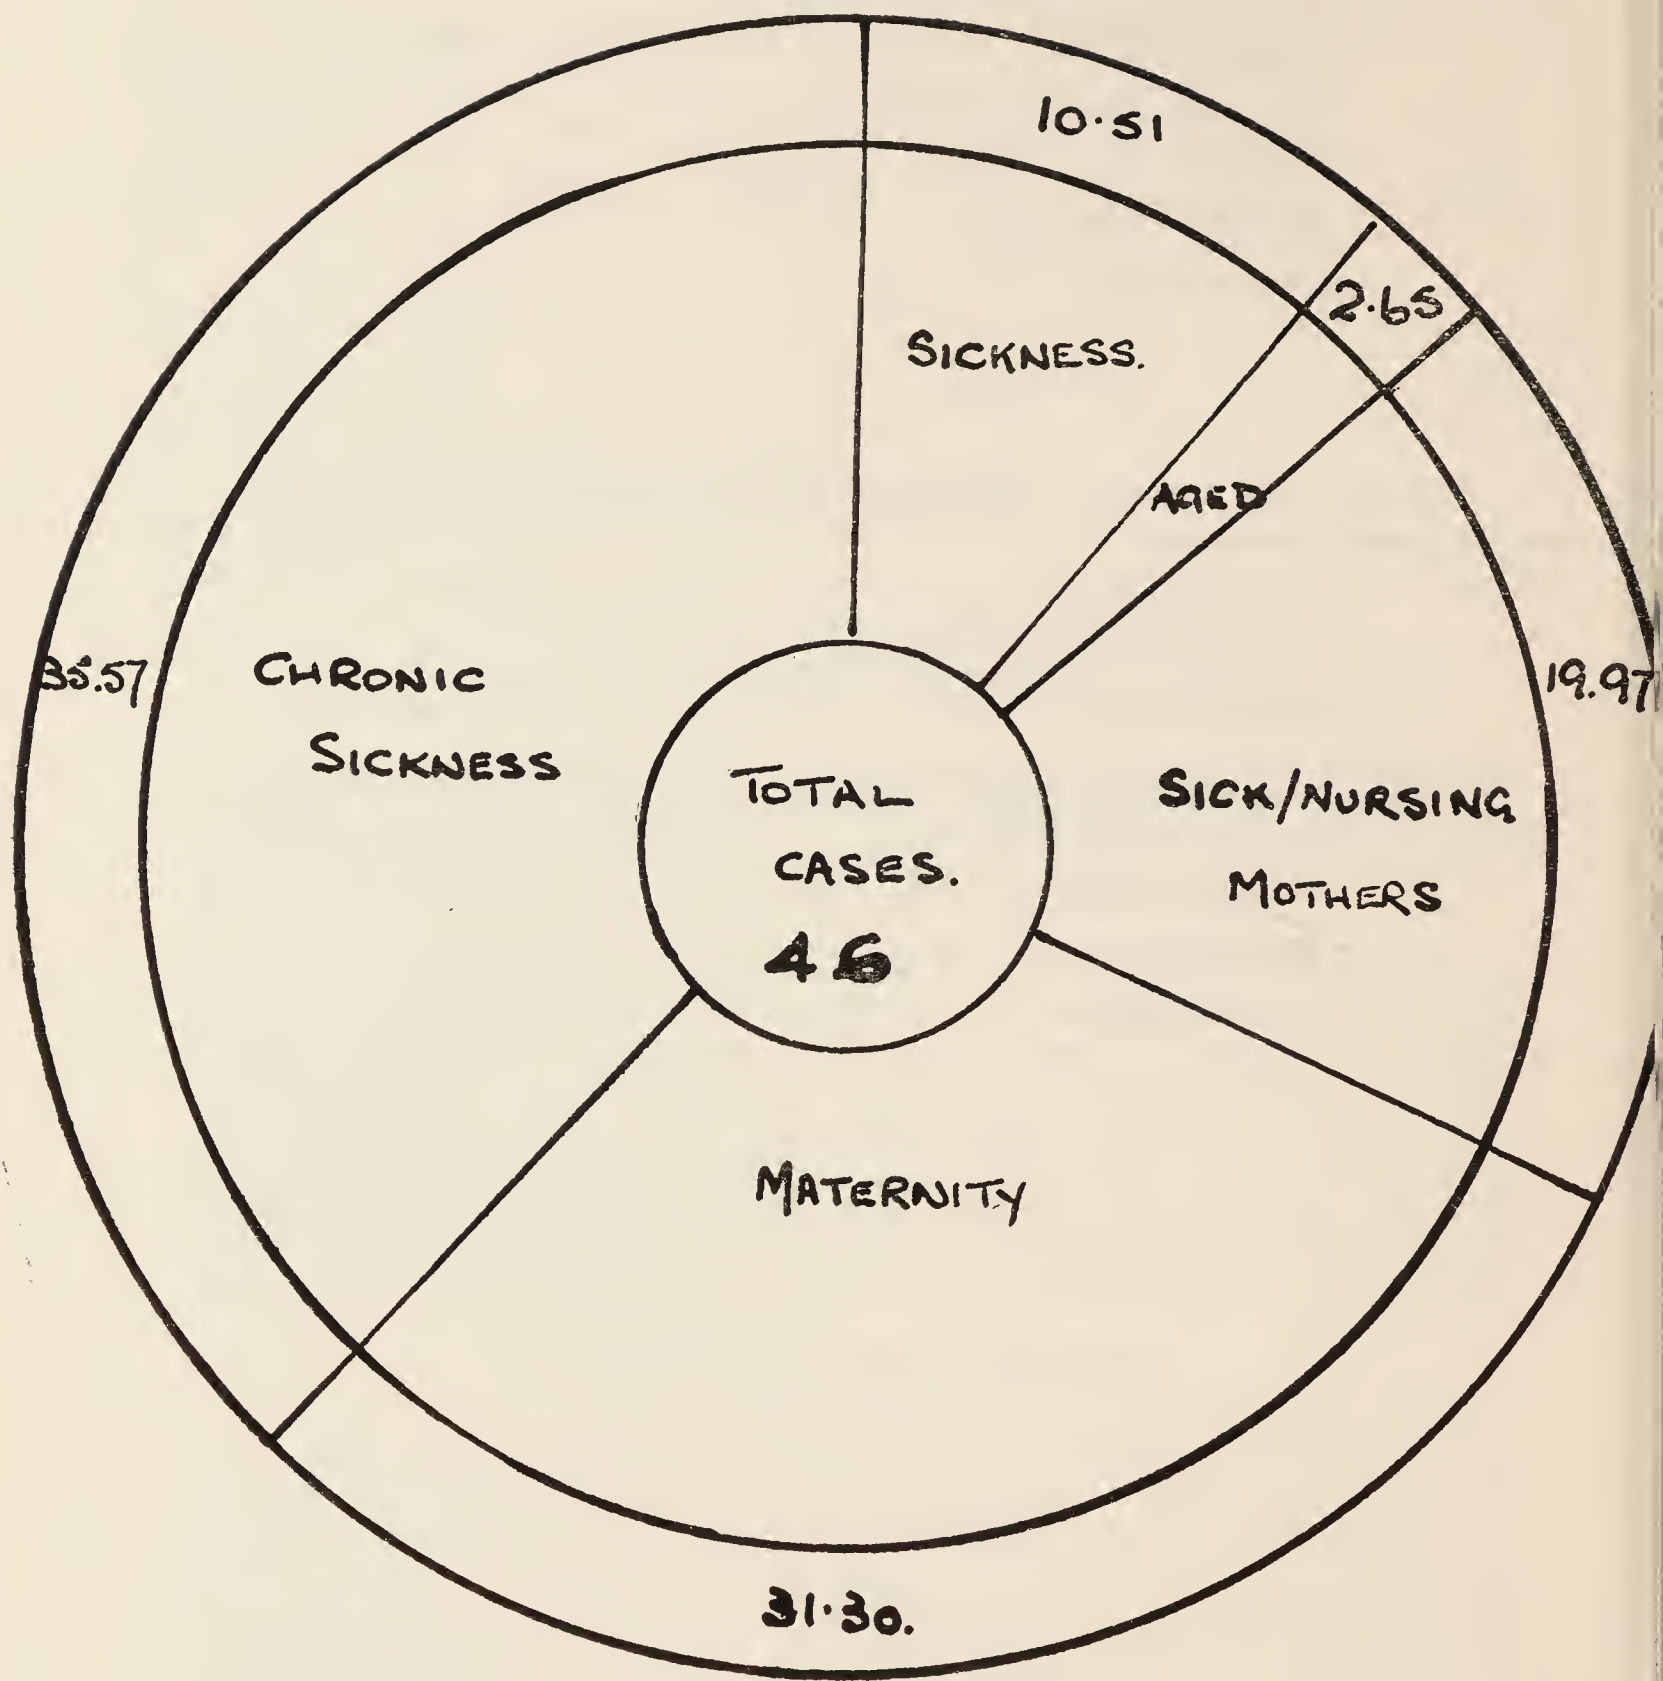 10·51
2·65
SICKNESS.
AGED
35.57
CHRONIC
SICKNESS
19.97
SICK/NURSING
MOTHERS
TOTAL
CASES.
46
MATERNITY
31·30.